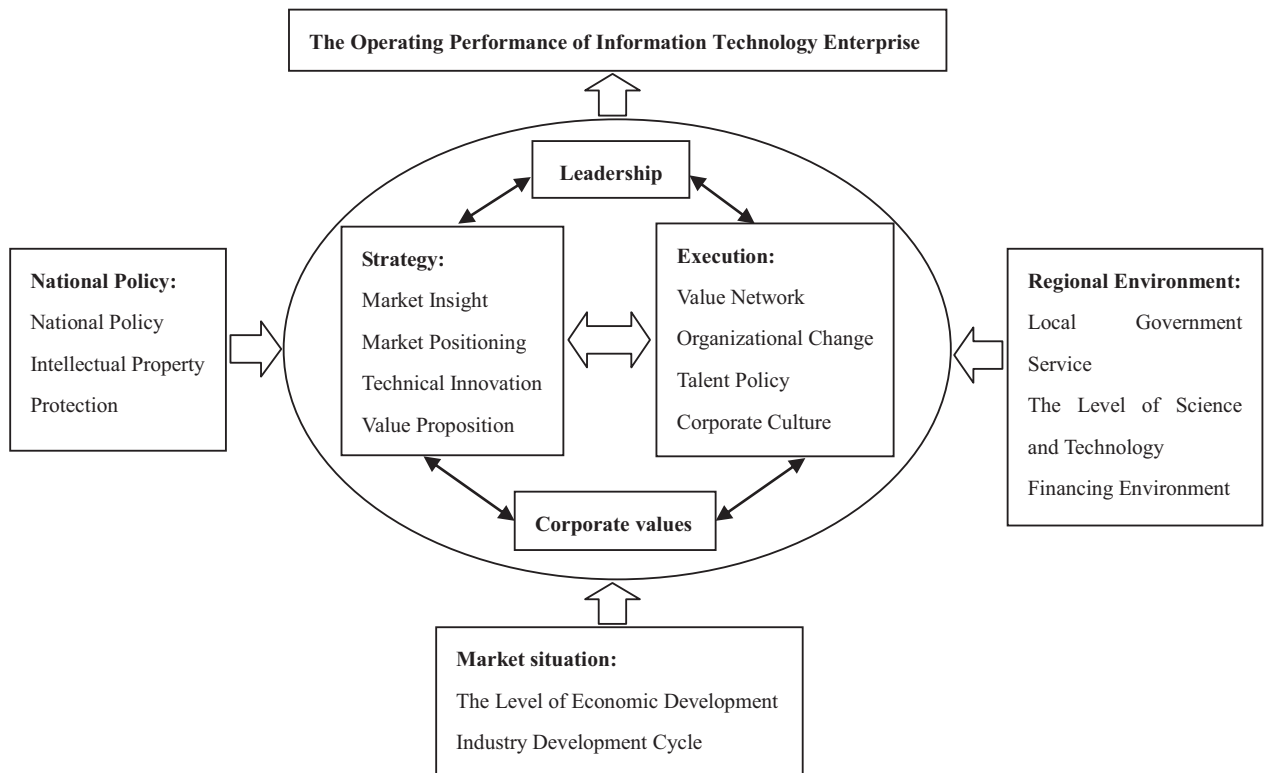 The Operating Performance of Information Technology Enterprise
Leadership
Strategy:
Market Insight
Market Positioning
Technical Innovation
Value Proposition
Execution:
Value Network
Organizational Change
Talent Policy
Corporate Culture
National Policy:
National Policy
Intellectual Property
Protection
Regional Environment:
Local Government
Service
The Level of Science
and Technology
Financing Environment
Corporate values
Market situation:
The Level of Economic Development
Industry Development Cycle